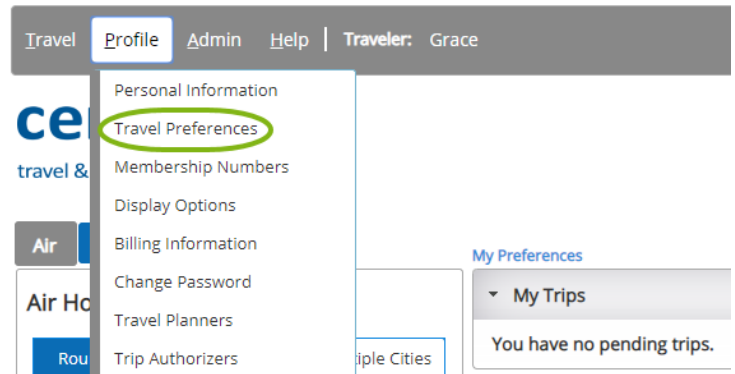 Travel Profile Admin Help | Traveler: Grace
Personal Information
ce
Travel Preferences
travel &
Membership Numbers
Display Options
Air
Billing Information
My Preferences
Change Password
My Trips
Air Ho
Travel Planners
You have no pending trips.
Rou
Trip Authorizers
iple Cities